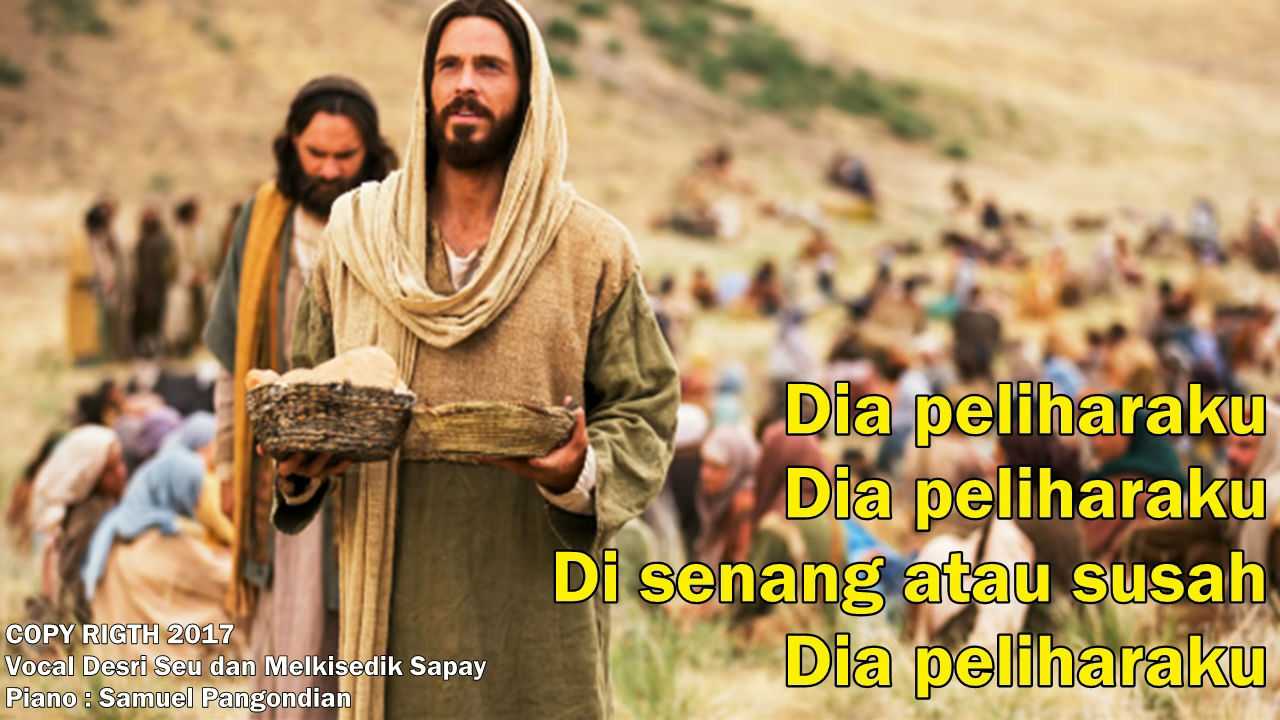 Dia peliharaku
Dia peliharaku
Di senang atau susah
Dia peliharaku
COPY RIGTH 2017
Vocal Desri Seu dan Melkisedik Sapay
Piano : Samuel Pangondian